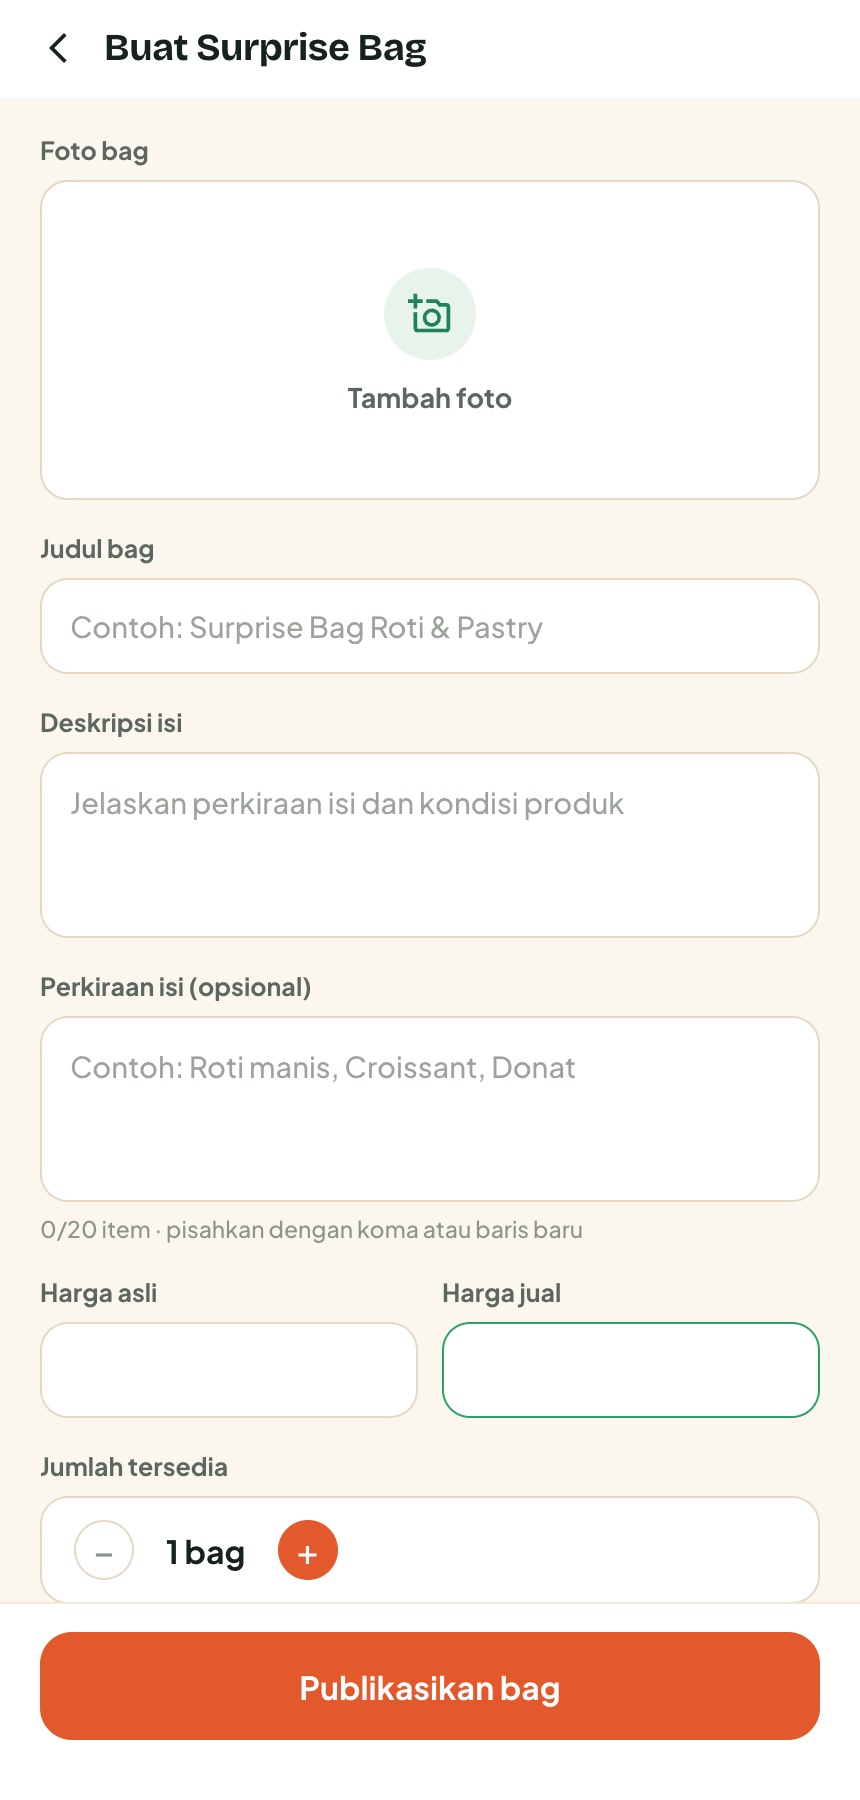 Buat Surprise Bag
Foto bag
Tambah foto
Judul bag
Contoh: Surprise Bag Roti & Pastry
Deskripsi isi
Jelaskan perkiraan isi dan kondisi produk
Perkiraan isi (opsional)
Contoh: Roti manis, Croissant, Donat
0/20 item · pisahkan dengan koma atau baris baru
Harga asli
Harga jual
Jumlah tersedia
− 1 bag +
Publikasikan bag